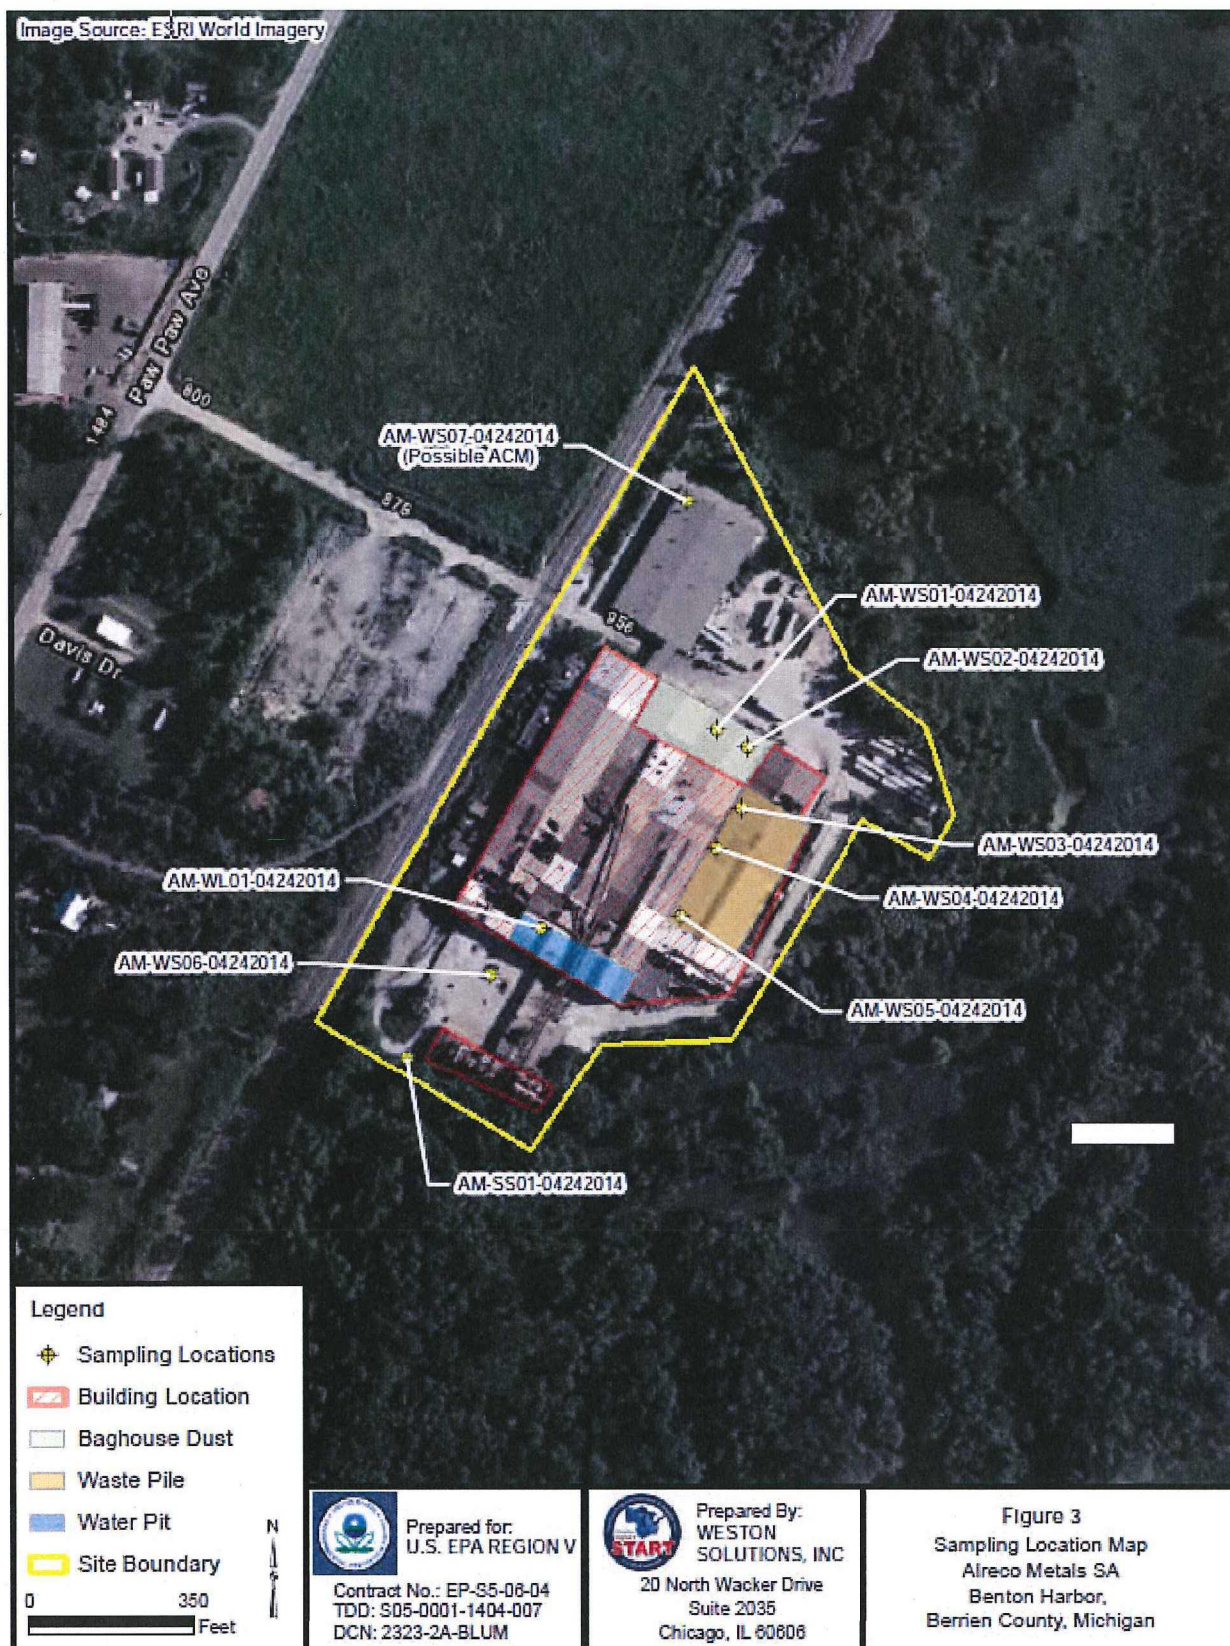 Image Source: ESRI World Imagery
Paw Paw Ave
1484
800
876
956
Davis Dr
AM-WS07-04242014
(Possible ACM)
AM-WS01-04242014
AM-WS02-04242014
AM-WS03-04242014
AM-WS04-04242014
AM-WL01-04242014
AM-WS06-04242014
AM-WS05-04242014
AM-SS01-04242014
Legend
Sampling Locations
Building Location
Baghouse Dust
Waste Pile
Water Pit
Site Boundary
N
0 350
Feet
Prepared for:
U.S. EPA REGION V
Contract No.: EP-S5-06-04
TDD: S05-0001-1404-007
DCN: 2323-2A-BLUM
START
Prepared By:
WESTON
SOLUTIONS, INC
20 North Wacker Drive
Suite 2035
Chicago, IL 60606
Figure 3
Sampling Location Map
Alreco Metals SA
Benton Harbor,
Berrien County, Michigan